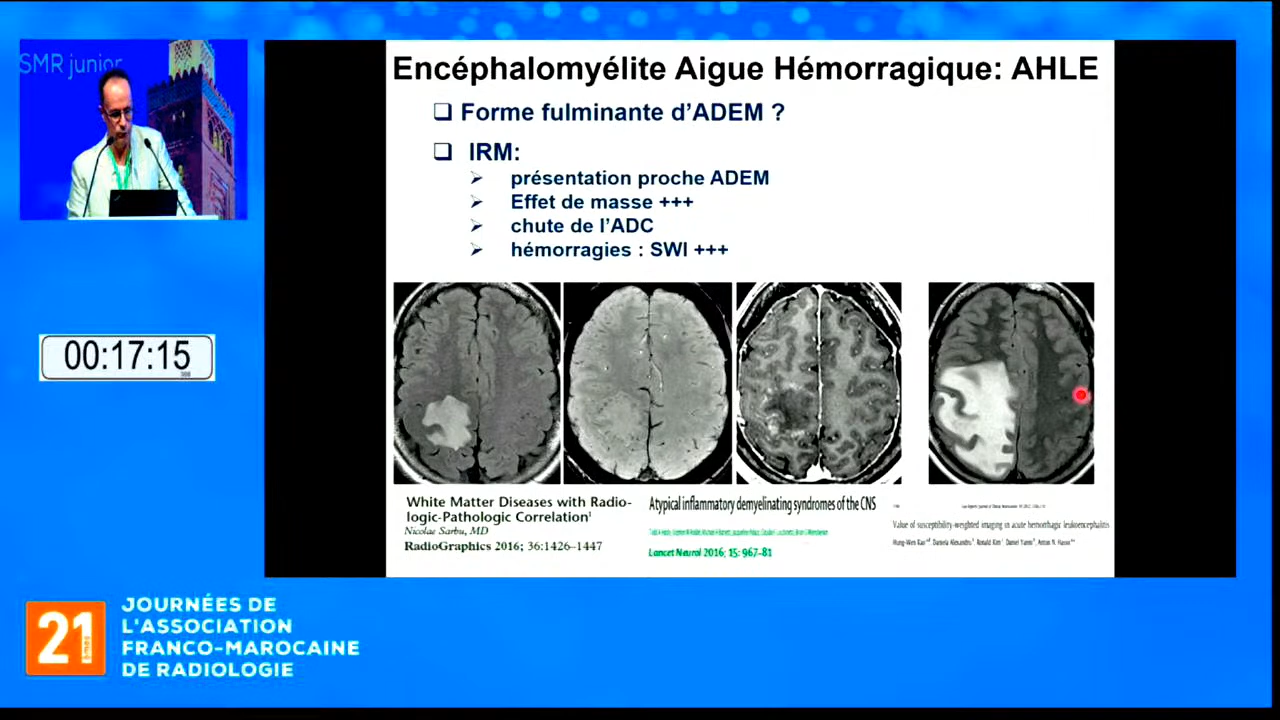 SMR junior
Encéphalomyélite Aigue Hémorragique: AHLE
Forme fulminante d'ADEM ?
IRM:
présentation proche ADEM
Effet de masse +++
chute de l'ADC
hémorragies : SWI +++
00:17:15
White Matter Diseases with Radio-
logic-Pathologic Correlation¹
Nicolae Sarbu, MD
RadioGraphics 2016; 36:1426–1447
Atypical inflammatory demyelinating syndromes of the CNS
Lancet Neurol 2016; 15: 967–81
Value of susceptibility-weighted imaging in acute hemorrhagic leukoencephalitis
21
èmes
JOURNÉES DE
L'ASSOCIATION
FRANCO-MAROCAINE
DE RADIOLOGIE